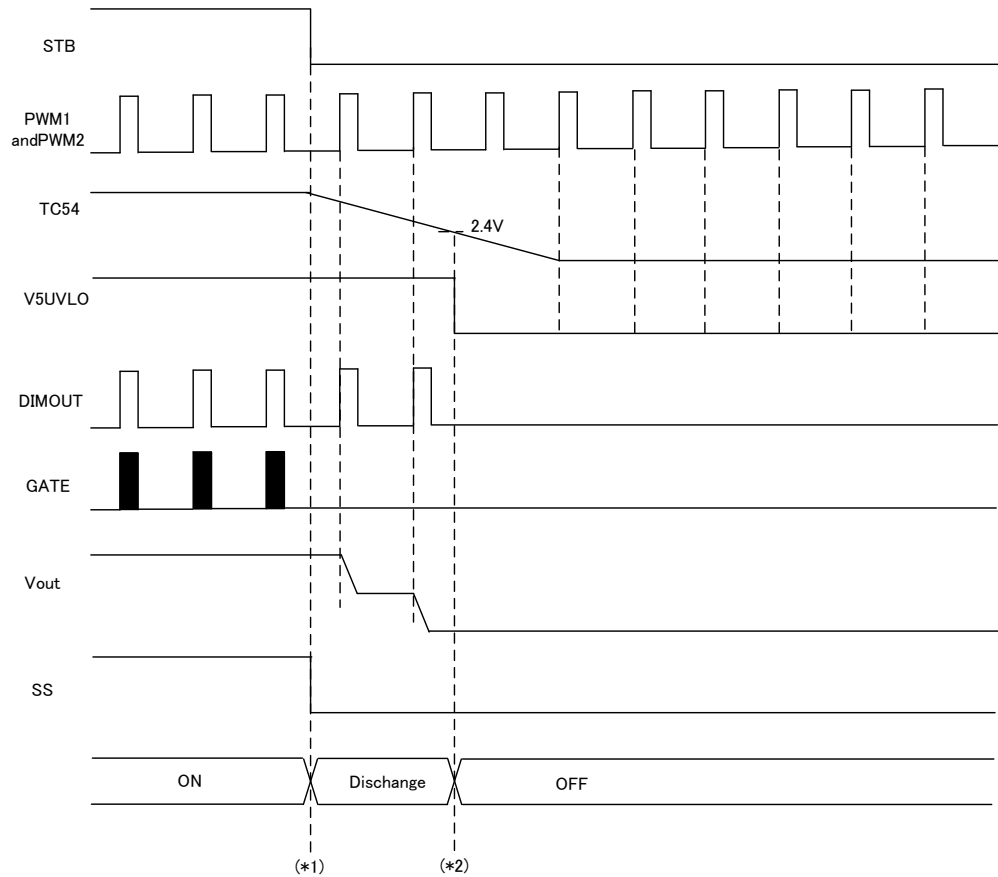 STB
PWM1
andPWM2
TC54
2.4V
V5UVLO
DIMOUT
GATE
Vout
SS
ON
Dischange
OFF
(*1)
(*2)